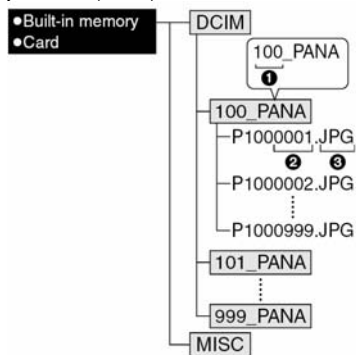 ●Built-in memory
●Card
DCIM
100_PANA
❶
100_PANA
P1000001.JPG
❷ ❸
P1000002.JPG
P1000999.JPG
101_PANA
999_PANA
MISC